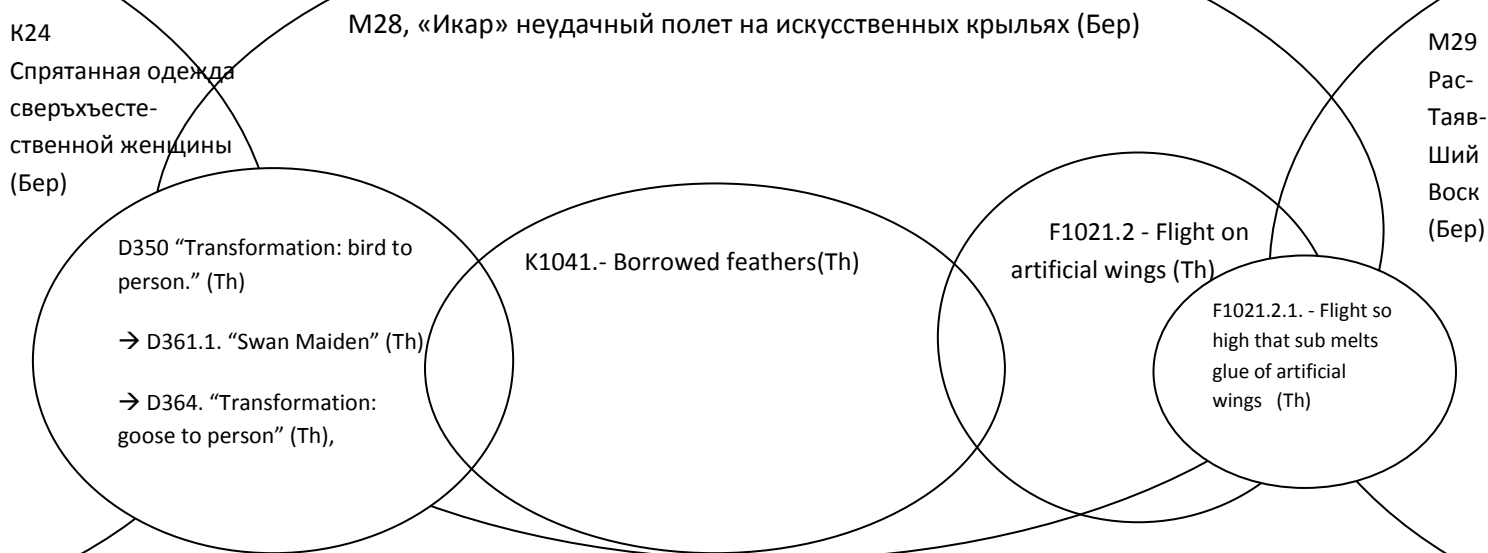 К24
Спрятанная одежда
сверъхъесте-
ственной женщины
(Бер)
М28, «Икар» неудачный полет на искусственных крыльях (Бер)
М29
Рас-
Таяв-
Ший
Воск
(Бер)
D350 “Transformation: bird to
person.” (Th)
→ D361.1. “Swan Maiden” (Th)
→ D364. “Transformation:
goose to person” (Th),
K1041.- Borrowed feathers(Th)
F1021.2 - Flight on
artificial wings (Th)
F1021.2.1. - Flight so
high that sub melts
glue of artificial
wings (Th)